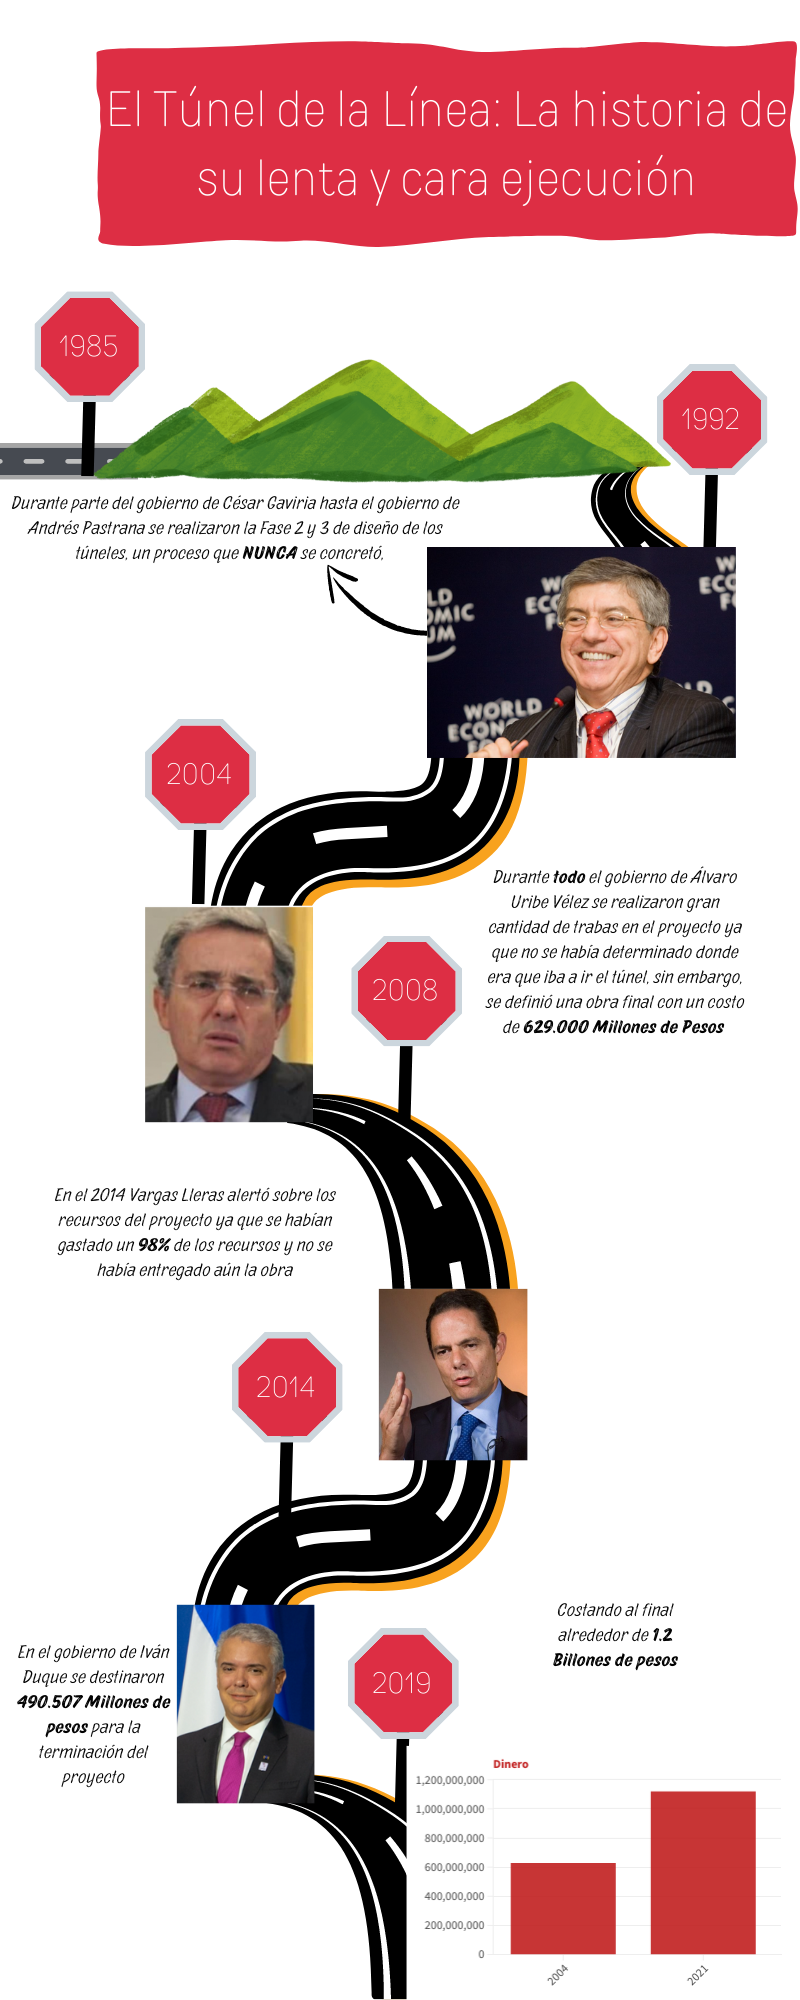 El Túnel de la Línea: La historia de
su lenta y cara ejecución
1985
1992
Durante parte del gobierno de César Gaviria hasta el gobierno de
Andrés Pastrana se realizaron la Fase 2 y 3 de diseño de los
túneles, un proceso que NUNCA se concretó,
WORLD
ECONOMIC
FORUM
2004
Durante todo el gobierno de Álvaro
Uribe Vélez se realizaron gran
cantidad de trabas en el proyecto ya
que no se había determinado donde
era que iba a ir el túnel, sin embargo,
se definió una obra final con un costo
de 629.000 Millones de Pesos
2008
En el 2014 Vargas Lleras alertó sobre los
recursos del proyecto ya que se habían
gastado un 98% de los recursos y no se
había entregado aún la obra
2014
Costando al final
alrededor de 1.2
Billones de pesos
En el gobierno de Iván
Duque se destinaron
490.507 Millones de
pesos para la
terminación del
proyecto
2019
Dinero
1,200,000,000
1,000,000,000
800,000,000
600,000,000
400,000,000
200,000,000
0
2004
2021